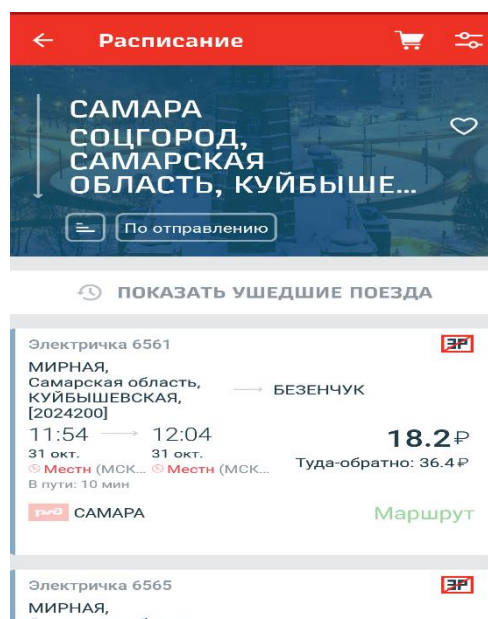 Расписание
САМАРА
СОЦГОРОД,
САМАРСКАЯ
ОБЛАСТЬ, КУЙБЫШЕ...
По отправлению
ПОКАЗАТЬ УШЕДШИЕ ПОЕЗДА
Электричка 6561
ЭР
МИРНАЯ,
Самарская область,
КУЙБЫШЕВСКАЯ,
[2024200]
БЕЗЕНЧУК
11:54
12:04
18.2₽
31 окт.
31 окт.
Местн (МСК...
Местн (МСК...
Туда-обратно: 36.4₽
В пути: 10 мин
ржд
САМАРА
Маршрут
Электричка 6565
ЭР
МИРНАЯ,